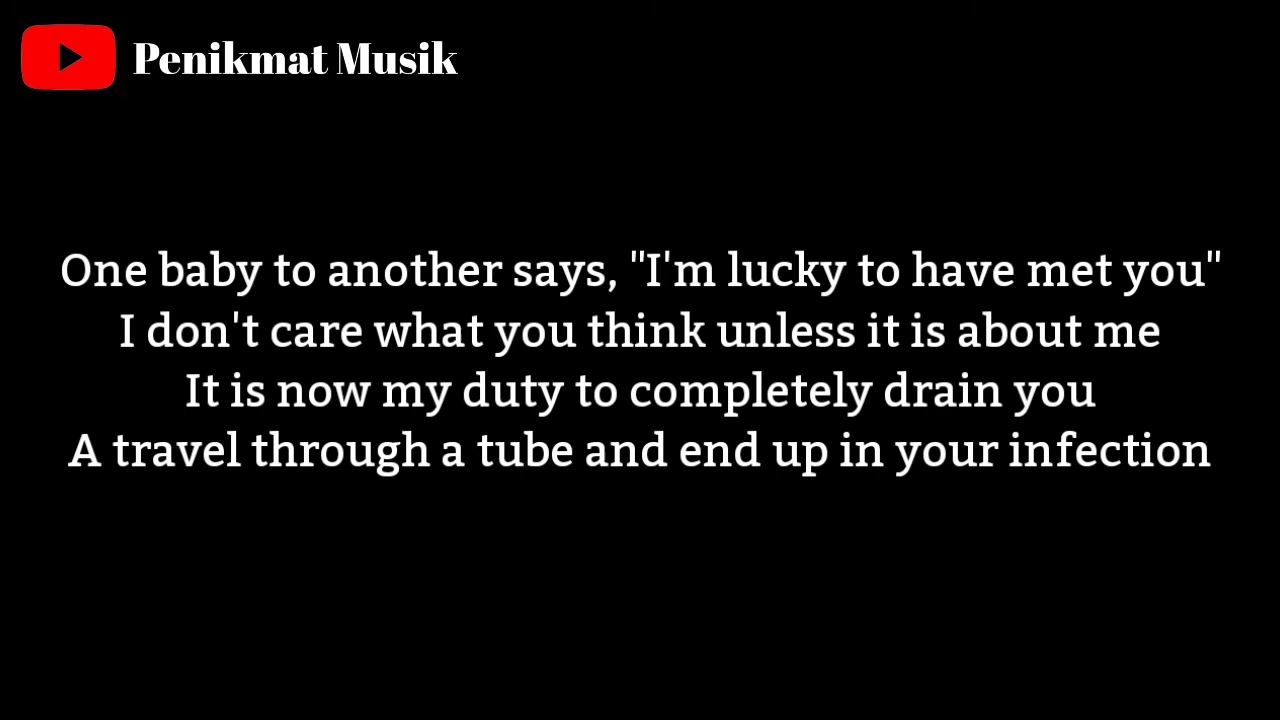 Penikmat Musik
One baby to another says, "I'm lucky to have met you"
I don't care what you think unless it is about me
It is now my duty to completely drain you
A travel through a tube and end up in your infection